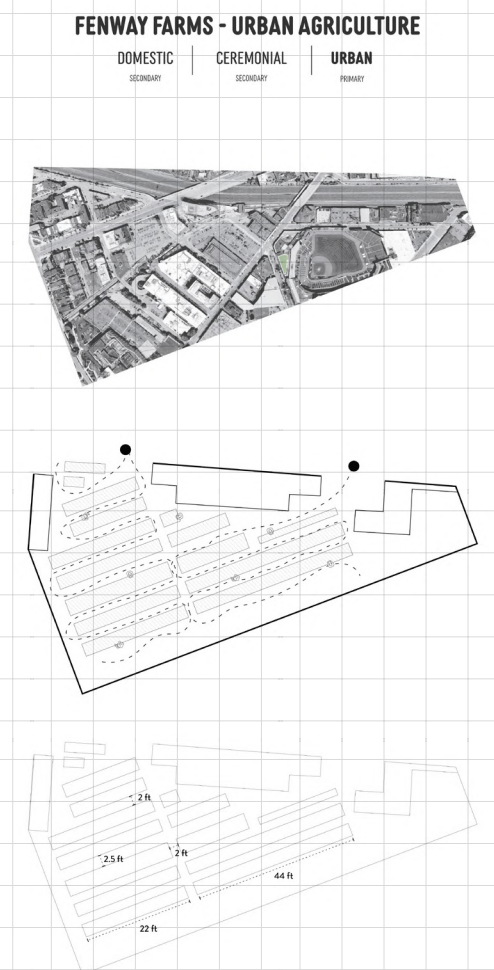 FENWAY FARMS - URBAN AGRICULTURE
DOMESTIC
SECONDARY
CEREMONIAL
SECONDARY
URBAN
PRIMARY
2 ft
2.5 ft
2 ft
44 ft
22 ft